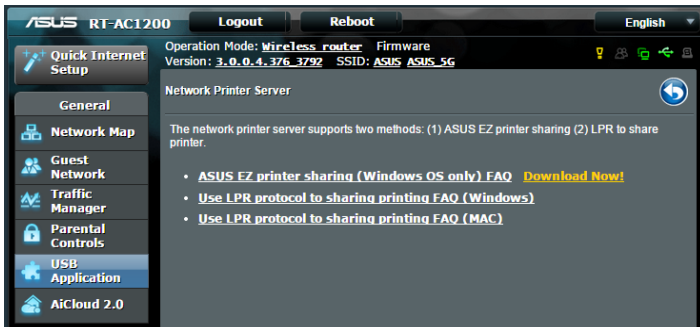 ASUS RT-AC1200 Logout Reboot English
Quick Internet Setup
Operation Mode: Wireless router Firmware
Version: 3.0.0.4.376_3792 SSID: ASUS ASUS_5G
General
Network Map
Guest Network
Traffic Manager
Parental Controls
USB Application
AiCloud 2.0
Network Printer Server
The network printer server supports two methods: (1) ASUS EZ printer sharing (2) LPR to share
printer.
• ASUS EZ printer sharing (Windows OS only) FAQ Download Now!
• Use LPR protocol to sharing printing FAQ (Windows)
• Use LPR protocol to sharing printing FAQ (MAC)